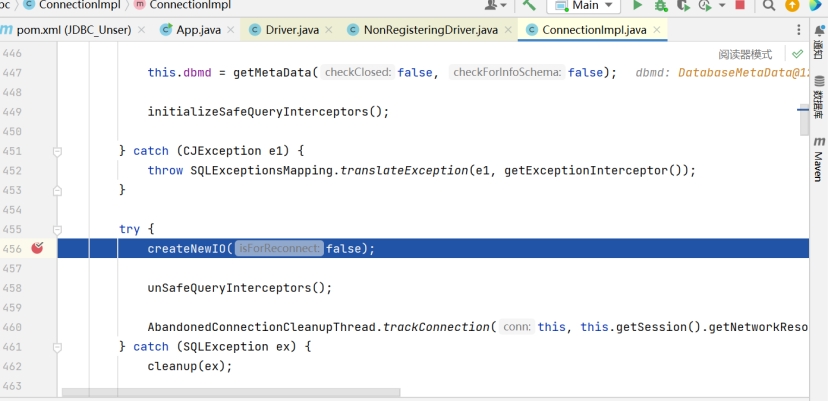 oc ConnectionImpl ConnectionImpl Main
pom.xml (JDBC_Unser) App.java Driver.java NonRegisteringDriver.java ConnectionImpl.java
446 阅读器模式
447 this.dbmd = getMetaData( checkClosed: false, checkForInfoSchema: false); dbmd: DatabaseMetaData@12
448
449 initializeSafeQueryInterceptors();
450
451 } catch (CJException e1) {
452 throw SQLExceptionsMapping.translateException(e1, getExceptionInterceptor());
453 }
454
455 try {
456 createNewIO( isForReconnect: false);
457
458 unSafeQueryInterceptors();
459
460 AbandonedConnectionCleanupThread.trackConnection( conn: this, this.getSession().getNetworkReso
461 } catch (SQLException ex) {
462 cleanup(ex);
463
通知
数据库
Maven